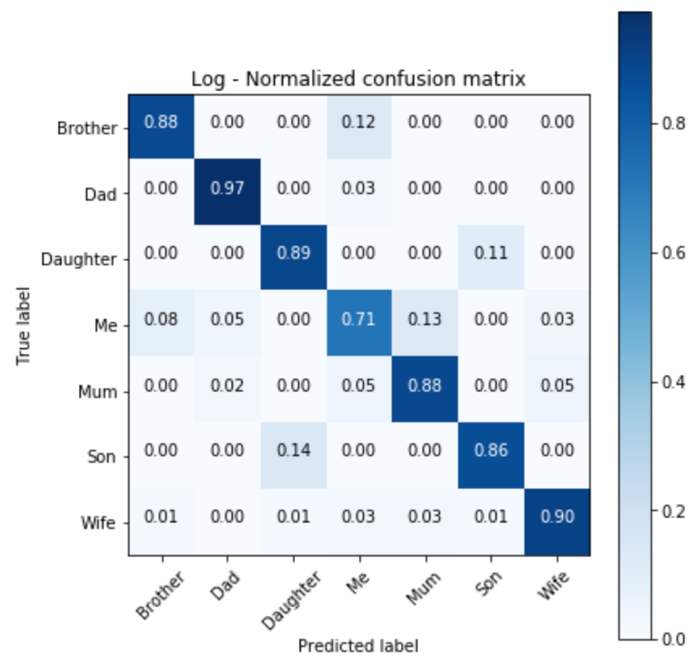 Log - Normalized confusion matrix
Brother 0.88 0.00 0.00 0.12 0.00 0.00 0.00
Dad 0.00 0.97 0.00 0.03 0.00 0.00 0.00
Daughter 0.00 0.00 0.89 0.00 0.00 0.11 0.00
Me 0.08 0.05 0.00 0.71 0.13 0.00 0.03
Mum 0.00 0.02 0.00 0.05 0.88 0.00 0.05
Son 0.00 0.00 0.14 0.00 0.00 0.86 0.00
Wife 0.01 0.00 0.01 0.03 0.03 0.01 0.90
True label
Brother Dad Daughter Me Mum Son Wife
Predicted label
0.8
0.6
0.4
0.2
0.0